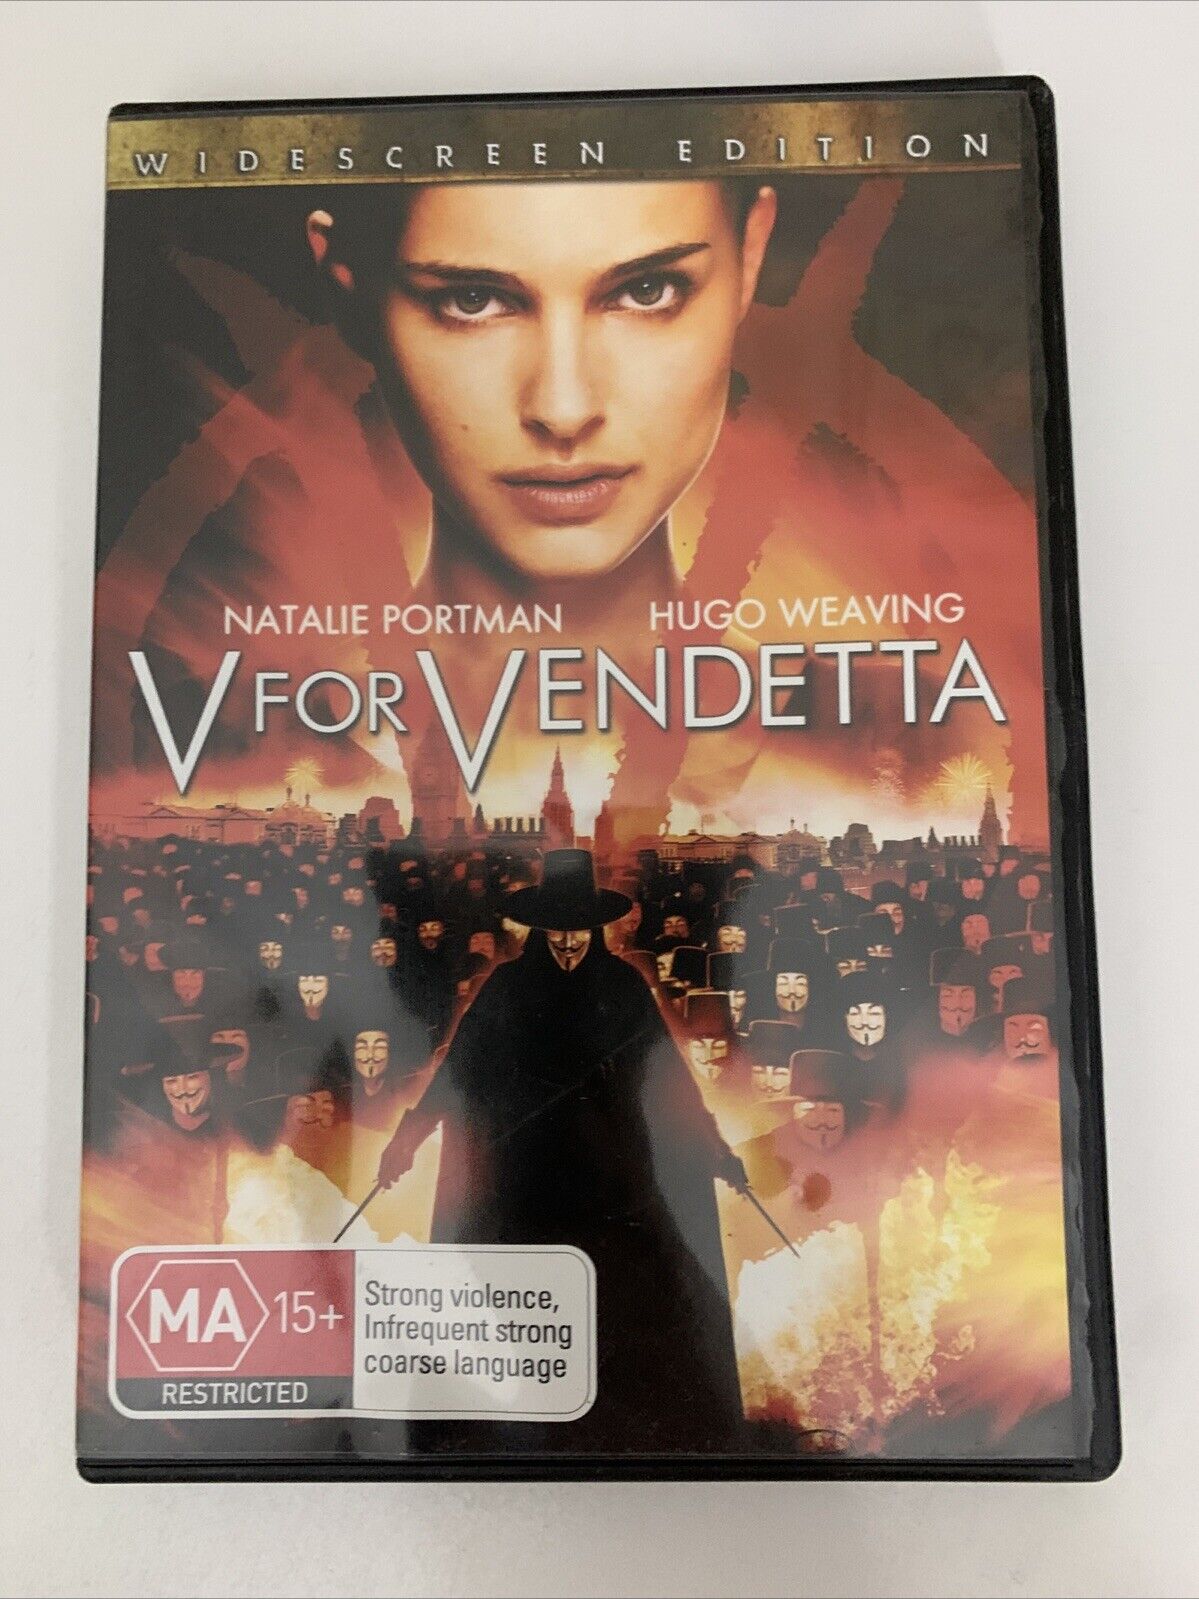 WIDESCREEN EDITION
NATALIE PORTMAN HUGO WEAVING
V FOR VENDETTA
MA 15+
RESTRICTED
Strong violence,
Infrequent strong
coarse language